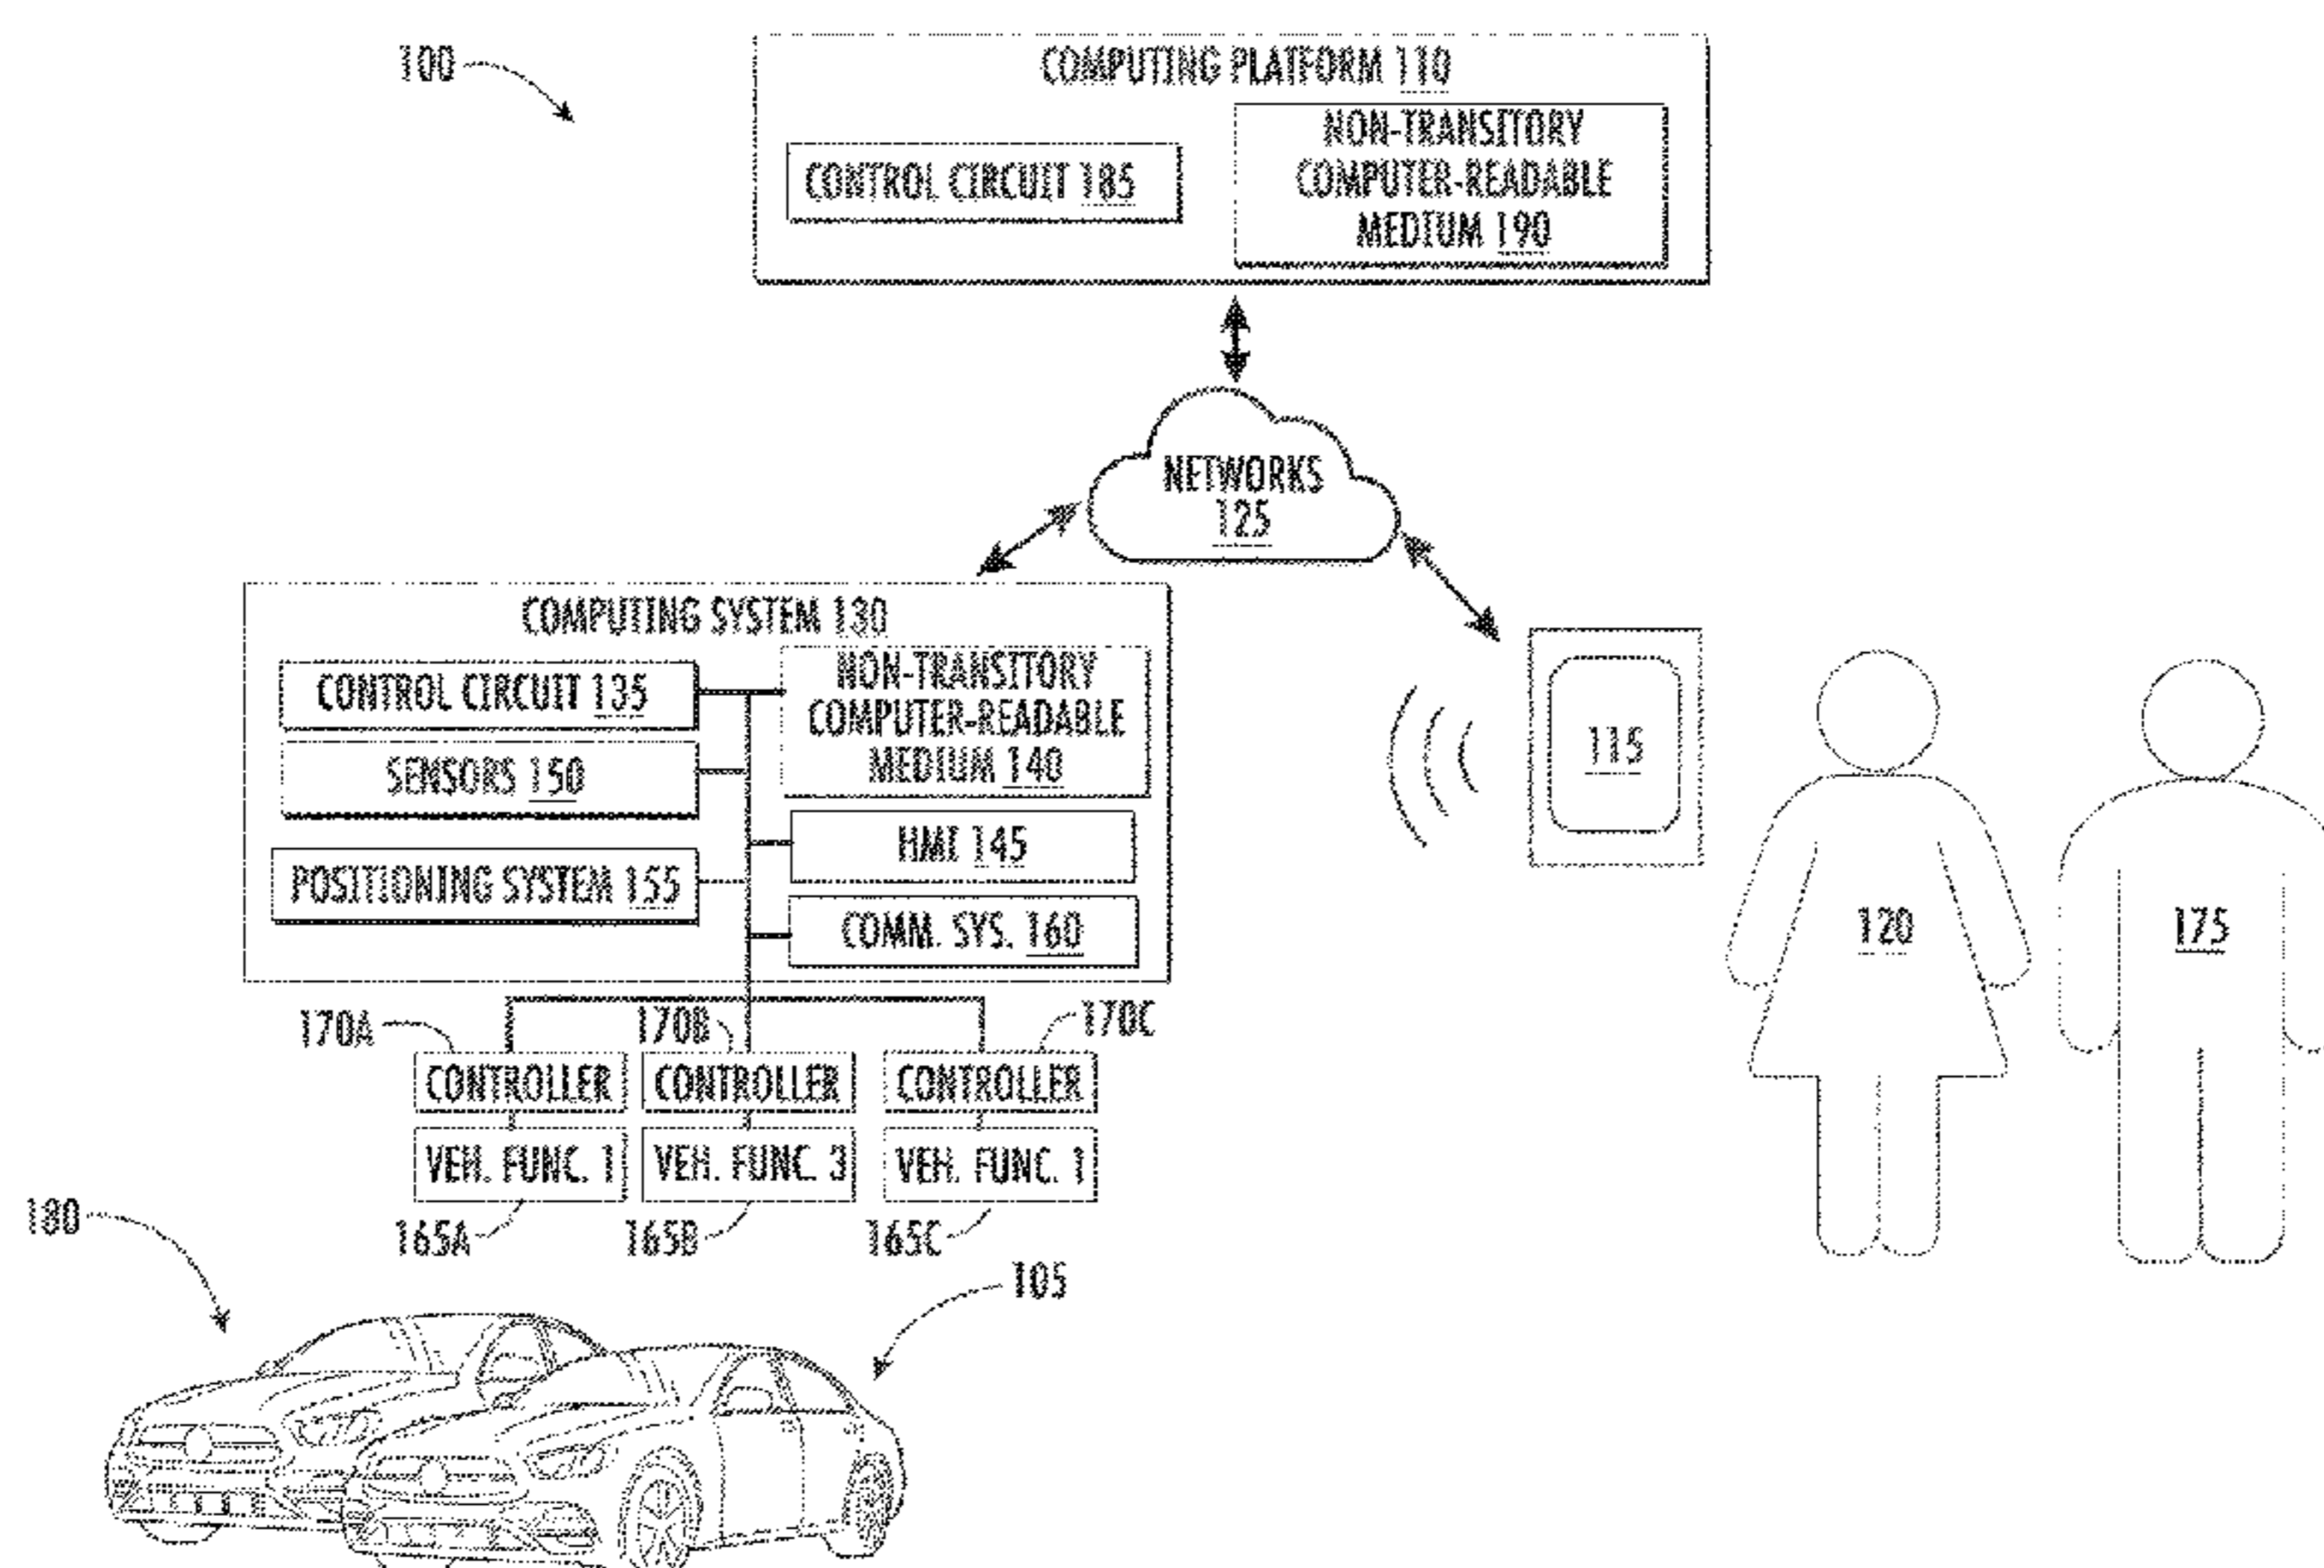 100
COMPUTING PLATFORM 110
CONTROL CIRCUIT 185
NON-TRANSITORY
COMPUTER-READABLE
MEDIUM 190
NETWORKS
125
COMPUTING SYSTEM 130
CONTROL CIRCUIT 135
NON-TRANSITORY
COMPUTER-READABLE
MEDIUM 140
SENSORS 150
HMI 145
POSITIONING SYSTEM 155
COMM. SYS. 160
115
120
175
170A
170B
170C
CONTROLLER
CONTROLLER
CONTROLLER
VEH. FUNC. 1
VEH. FUNC. 3
VEH. FUNC. 1
165A
165B
165C
180
105